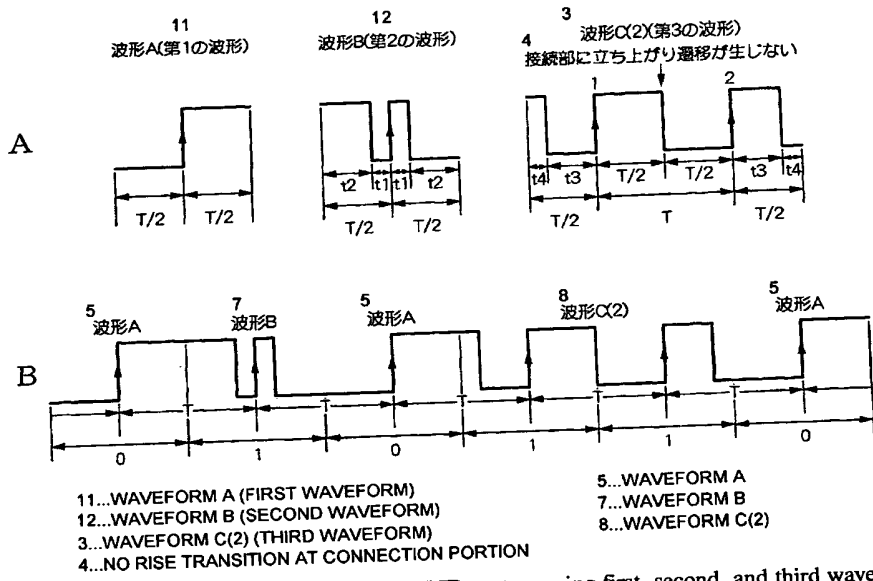 11
波形A(第1の波形)
12
波形B(第2の波形)
3
波形C(2)(第3の波形)
4
接続部に立ち上がり遷移が生じない
1
2
A
t2
t1
t1
t2
t4
t3
T/2
T/2
t3
t4
T/2
T/2
T/2
T/2
T/2
T
T/2
5
波形A
7
波形B
5
波形A
8
波形C(2)
5
波形A
B
T
T
T
T
T
0
1
0
1
1
0
11...WAVEFORM A (FIRST WAVEFORM)
12...WAVEFORM B (SECOND WAVEFORM)
3...WAVEFORM C(2) (THIRD WAVEFORM)
4...NO RISE TRANSITION AT CONNECTION PORTION
5...WAVEFORM A
7...WAVEFORM B
8...WAVEFORM C(2)
first, second, and third wave